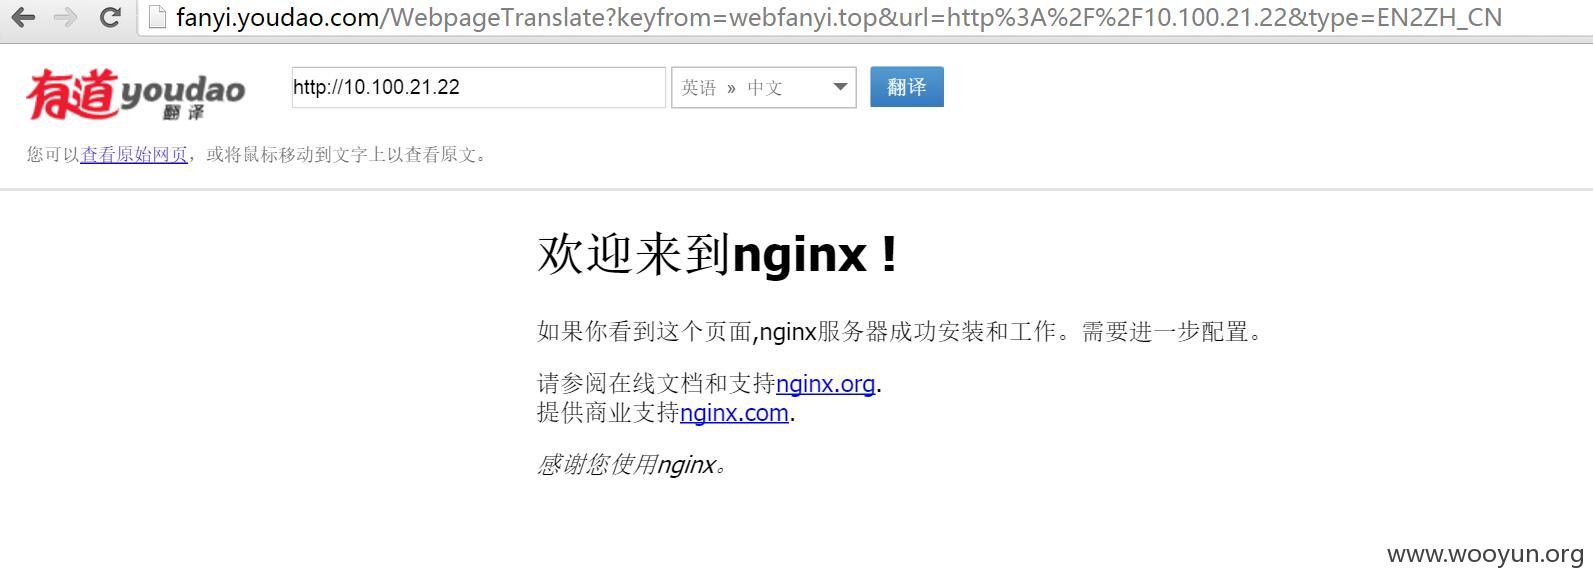 fanyi.youdao.com/WebpageTranslate?keyfrom=webfanyi.top&url=http%3A%2F%2F10.100.21.22&type=EN2ZH_CN
有道 youdao 翻译 http://10.100.21.22 英语 » 中文 翻译
您可以查看原始网页，或将鼠标移动到文字上以查看原文。
欢迎来到nginx！
如果你看到这个页面,nginx服务器成功安装和工作。需要进一步配置。
请参阅在线文档和支持nginx.org.
提供商业支持nginx.com.
感谢您使用nginx。
www.wooyun.org